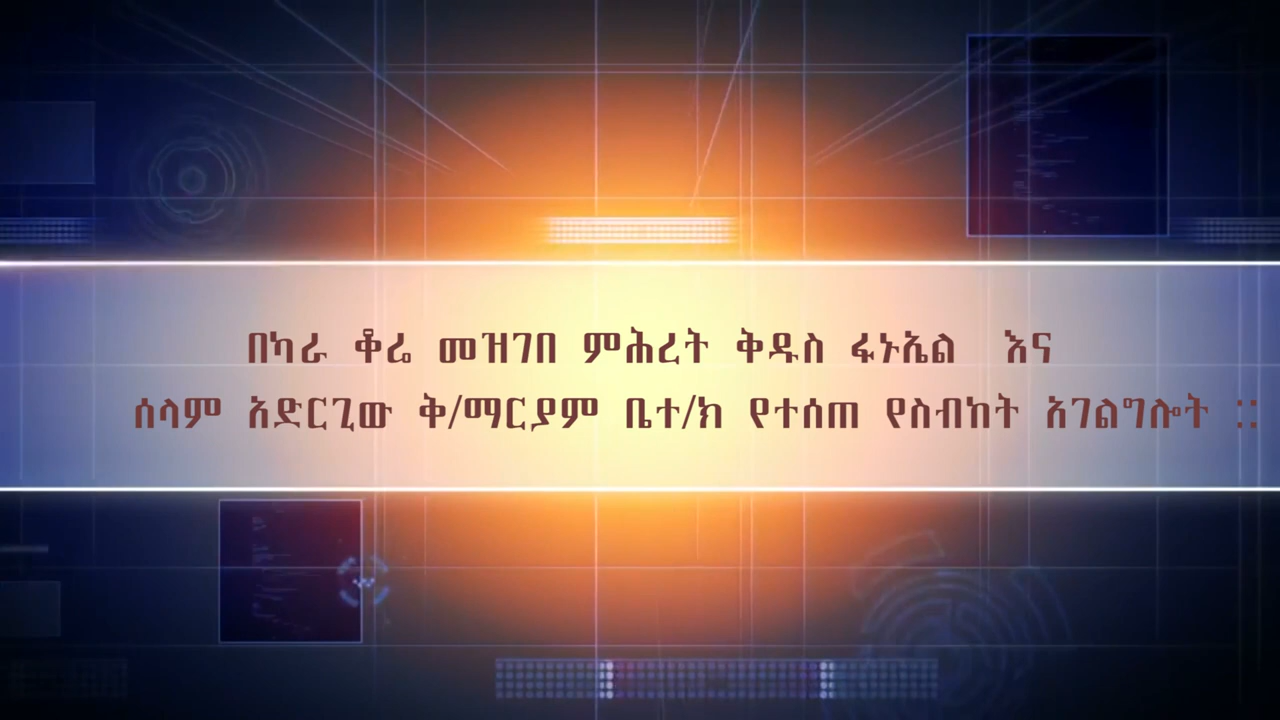 በካራ ቆሬ መዝገበ ምሕረት ቅዱስ ፋኑኤል እና
ሰላም አድርጊው ቅ/ማርያም ቤተ/ክ የተሰጠ የስብከት አገልግሎት ::